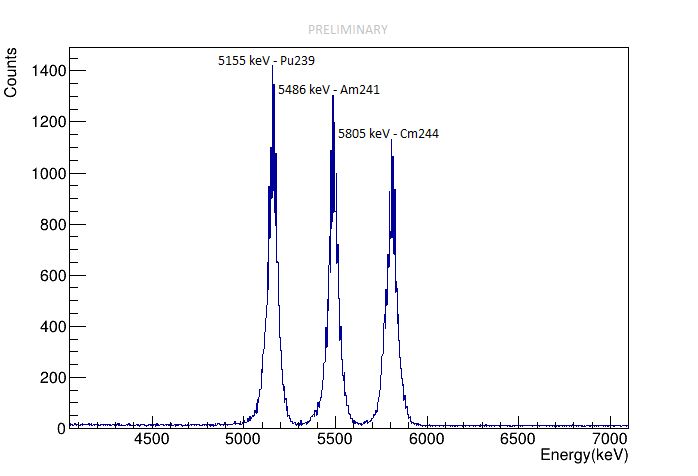 PRELIMINARY
Counts
5155 keV - Pu239
5486 keV - Am241
5805 keV - Cm244
1400
1200
1000
800
600
400
200
0
4500 5000 5500 6000 6500 7000
Energy(keV)